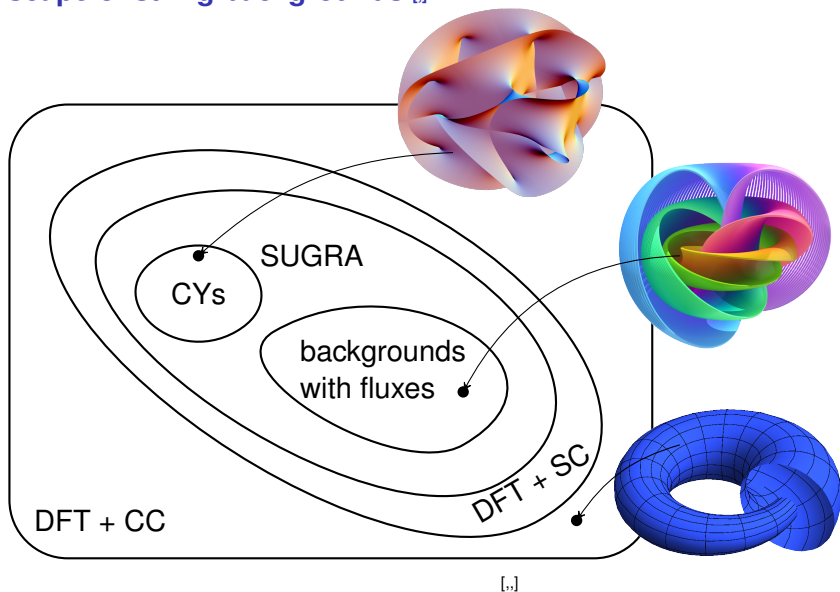 SUGRA
CYs
backgrounds
with fluxes
DFT + SC
DFT + CC
[,,]